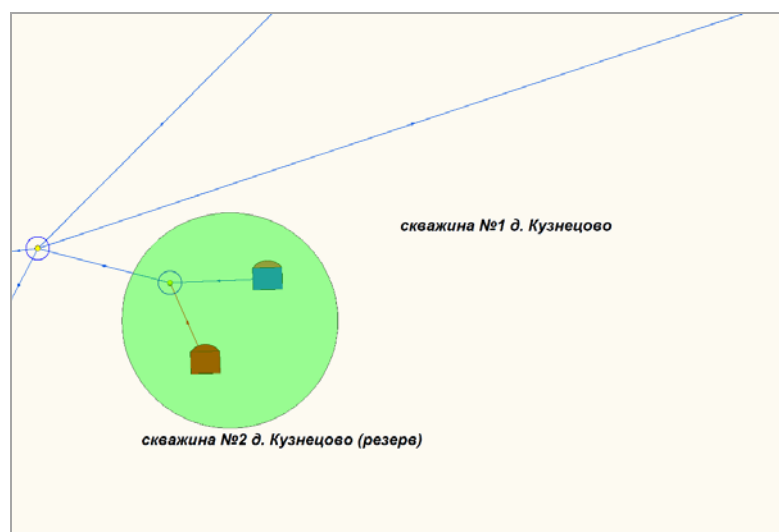 скважина №1 д. Кузнецово
скважина №2 д. Кузнецово (резерв)